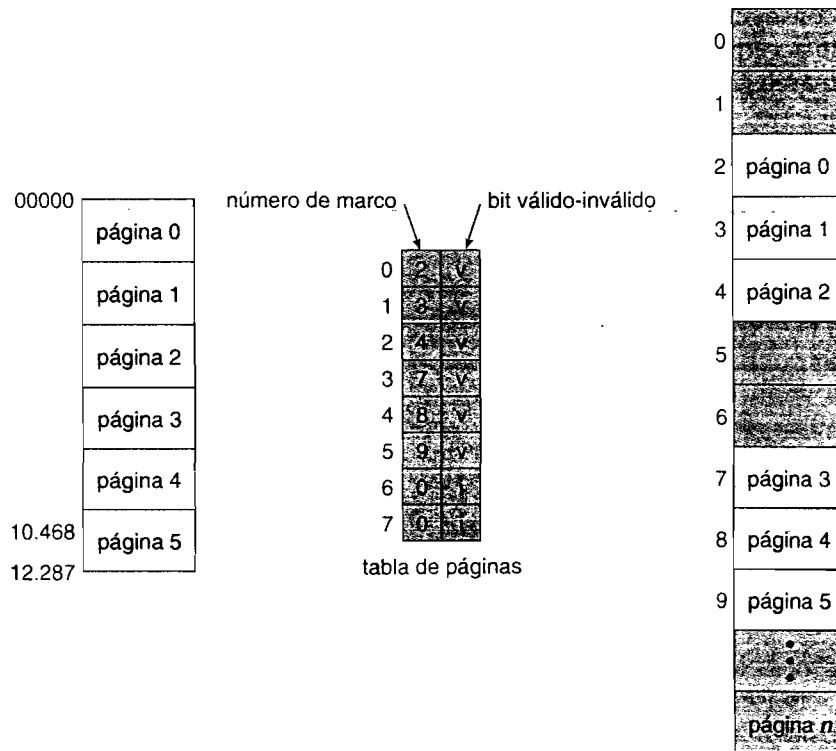 00000
página 0
página 1
página 2
página 3
página 4
10.468
página 5
12.287
número de marco
bit válido-inválido
0 2 v
1 3 v
2 4 v
3 7 v
4 8 v
5 9 v
6 0 i
7 0 i
tabla de páginas
0
1
2 página 0
3 página 1
4 página 2
5
6
7 página 3
8 página 4
9 página 5
página n